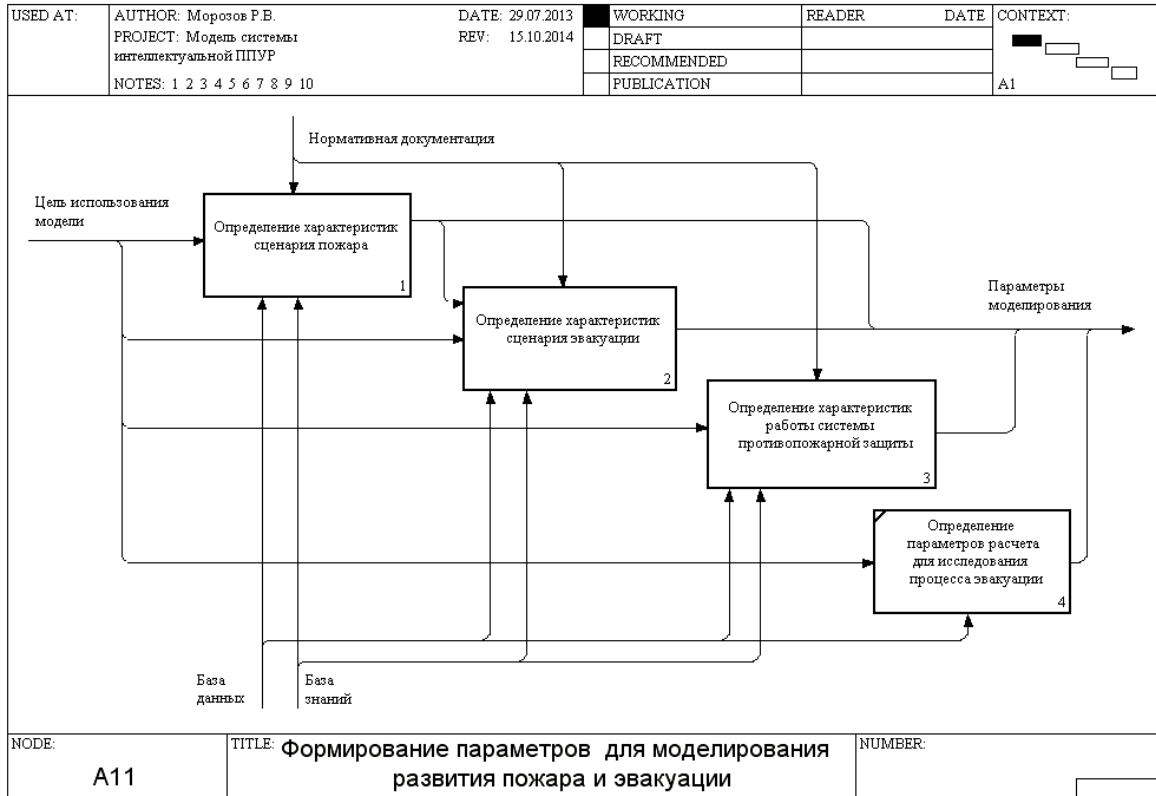 USED AT:
AUTHOR: Морозов Р.В.
DATE: 29.07.2013
PROJECT: Модель системы
интеллектуальной ППУР
REV: 15.10.2014
NOTES: 1 2 3 4 5 6 7 8 9 10
WORKING
DRAFT
RECOMMENDED
PUBLICATION
READER DATE
CONTEXT:
A1
Нормативная документация
Цель использования
модели
Определение характеристик
сценария пожара
1
Определение характеристик
сценария эвакуации
2
Параметры
моделирования
Определение характеристик
работы системы
противопожарной защиты
3
Определение
параметров расчета
для исследования
процесса эвакуации
4
База
данных
База
знаний
NODE:
A11
TITLE: Формирование параметров для моделирования
развития пожара и эвакуации
NUMBER: